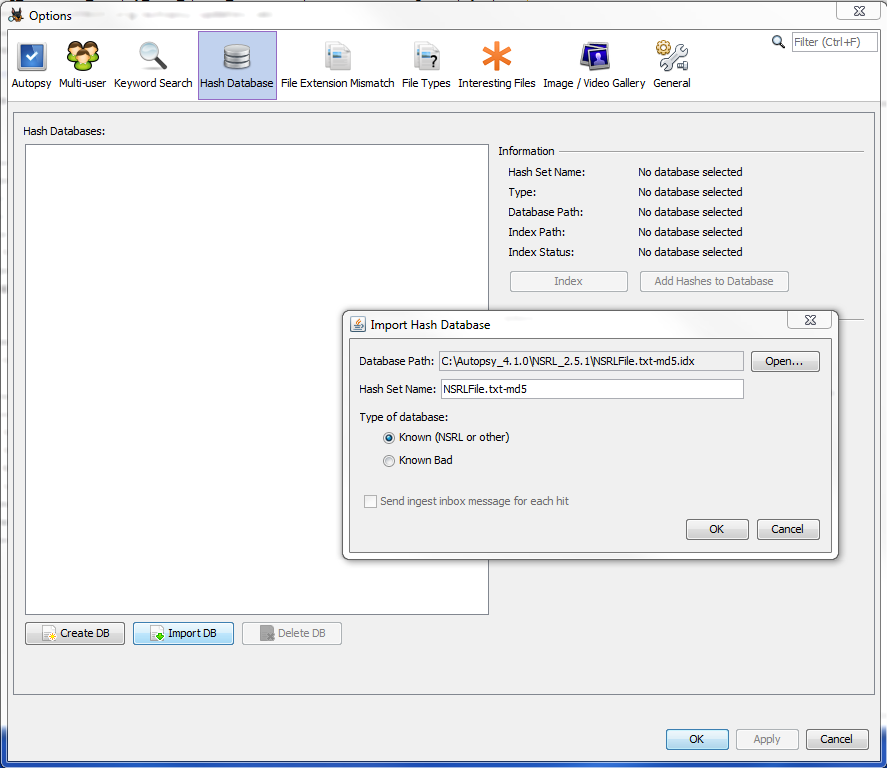 Options
Filter (Ctrl+F)
Autopsy Multi-user Keyword Search Hash Database File Extension Mismatch File Types Interesting Files Image / Video Gallery General
Hash Databases:
Information
Hash Set Name: No database selected
Type: No database selected
Database Path: No database selected
Index Path: No database selected
Index Status: No database selected
Index Add Hashes to Database
Import Hash Database
Database Path: C:\Autopsy_4.1.0\NSRL_2.5.1\NSRLFile.txt-md5.idx Open...
Hash Set Name: NSRLFile.txt-md5
Type of database:
Known (NSRL or other)
Known Bad
Send ingest inbox message for each hit
OK Cancel
Create DB Import DB Delete DB
OK Apply Cancel